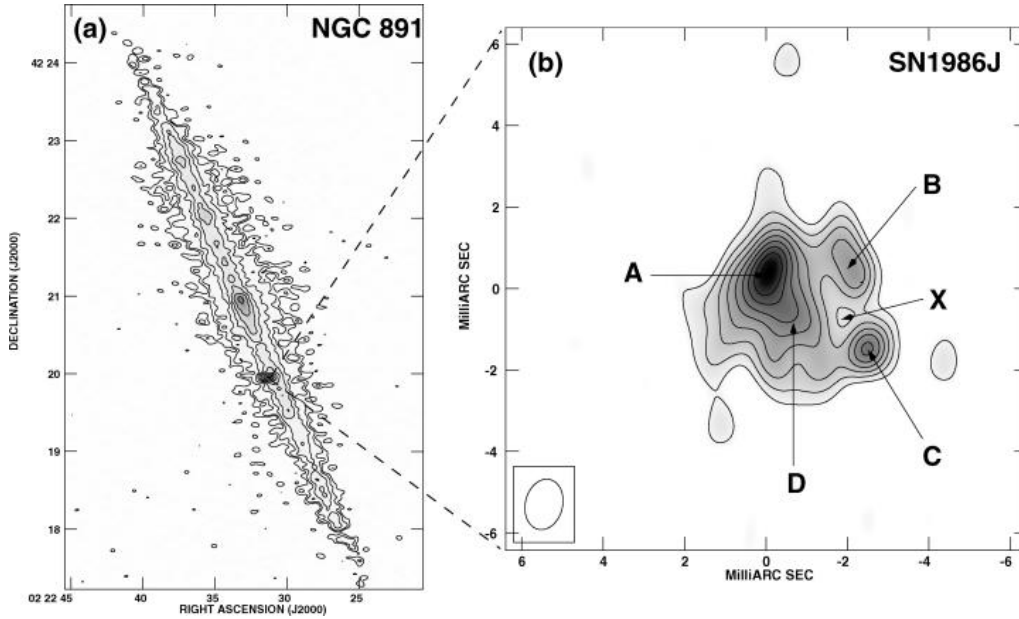 (a) NGC 891
DECLINATION (J2000)
42 24
23
22
21
20
19
18
02 22 45 40 35 30 25
RIGHT ASCENSION (J2000)
(b) SN1986J
MilliARC SEC
6
4
2
0
-2
-4
-6
A
B
X
C
D
6 4 2 0 -2 -4 -6
MilliARC SEC